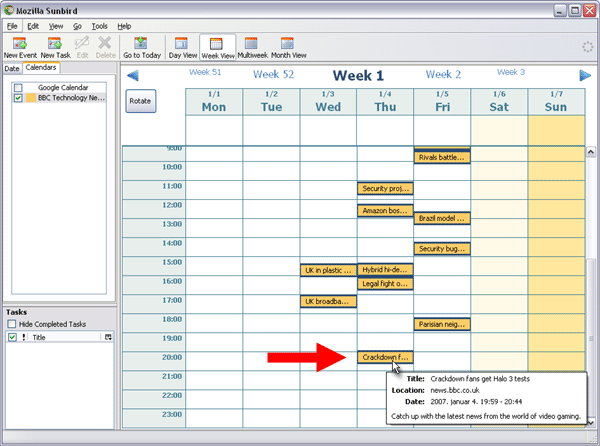 Mozilla Sunbird
File Edit View Go Tools Help
New Event New Task Edit Delete Go to Today Day View Week View Multiweek Month View
Date Calendars
Google Calendar
BBC Technology Ne...
Week 51 Week 52 Week 1 Week 2 Week 3
Rotate
1/1 1/2 1/3 1/4 1/5 1/6 1/7
Mon Tue Wed Thu Fri Sat Sun
9:00
Rivals battle...
10:00
11:00
Security proj...
12:00
Amazon bos...
13:00
Brazil model ...
14:00
Security bug...
15:00
UK in plastic ... Hybrid hi-de...
16:00
Legal fight o...
17:00
UK broadba...
18:00
Parisian neig...
19:00
20:00
Crackdown f...
21:00
22:00
23:00
Tasks
Hide Completed Tasks
! Title
Title: Crackdown fans get Halo 3 tests
Location: news.bbc.co.uk
Date: 2007. januar 4. 19:59 - 20:44
Catch up with the latest news from the world of video gaming.